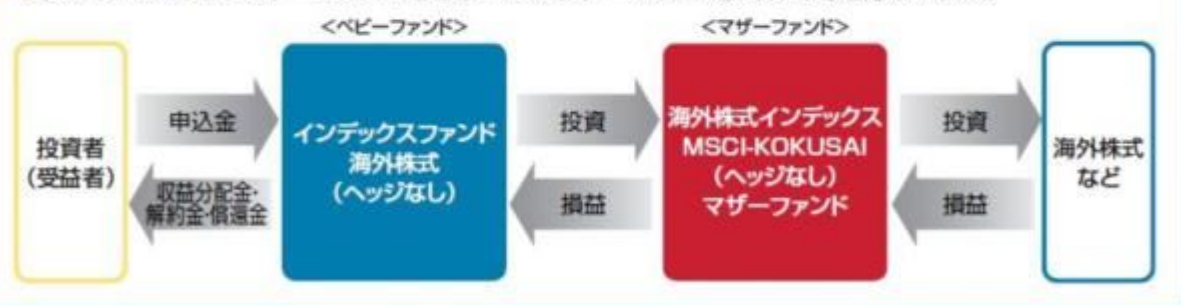 <ベビーファンド>
<マザーファンド>
投資者
(受益者)
申込金
収益分配金・
解約金・償還金
インデックスファンド
海外株式
(ヘッジなし)
投資
損益
海外株式インデックス
MSCI-KOKUSAI
(ヘッジなし)
マザーファンド
投資
損益
海外株式
など